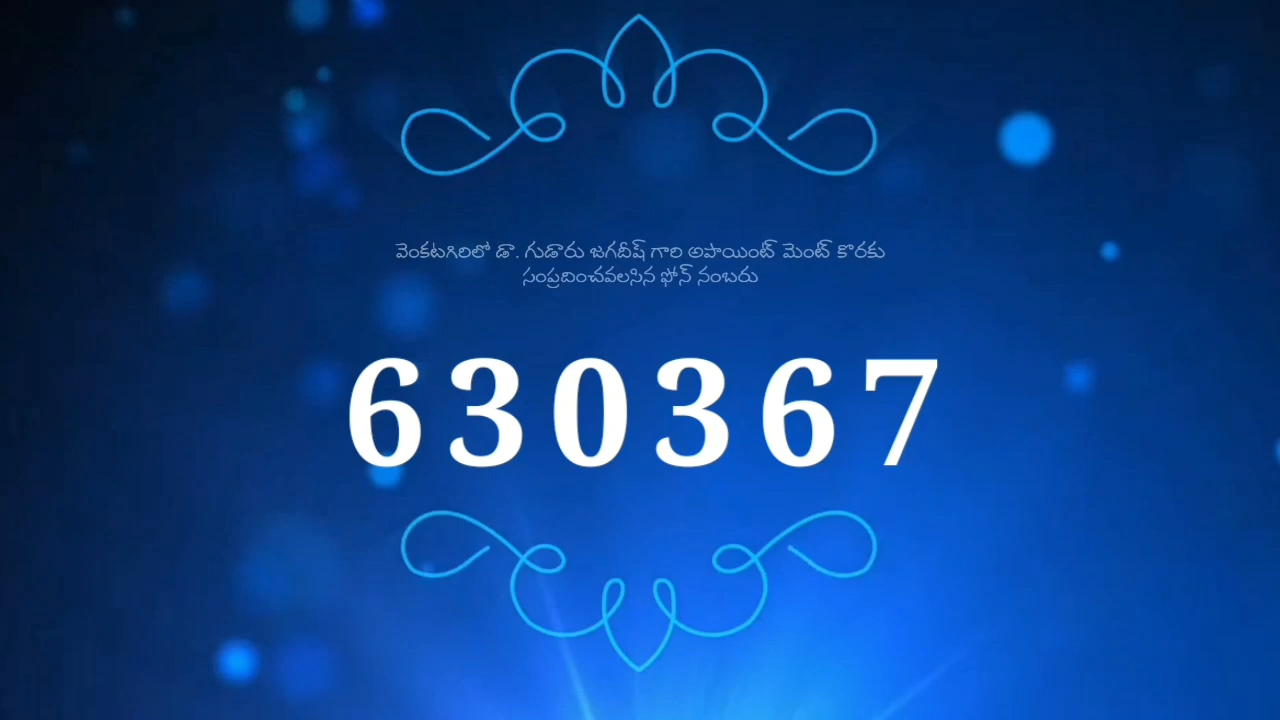 వెంకటగిరిలో డా. గుడారు జగదీష్ గారి అపాయింట్ మెంట్ కొరకు
సంప్రదించవలసిన ఫోన్ నంబరు
630367